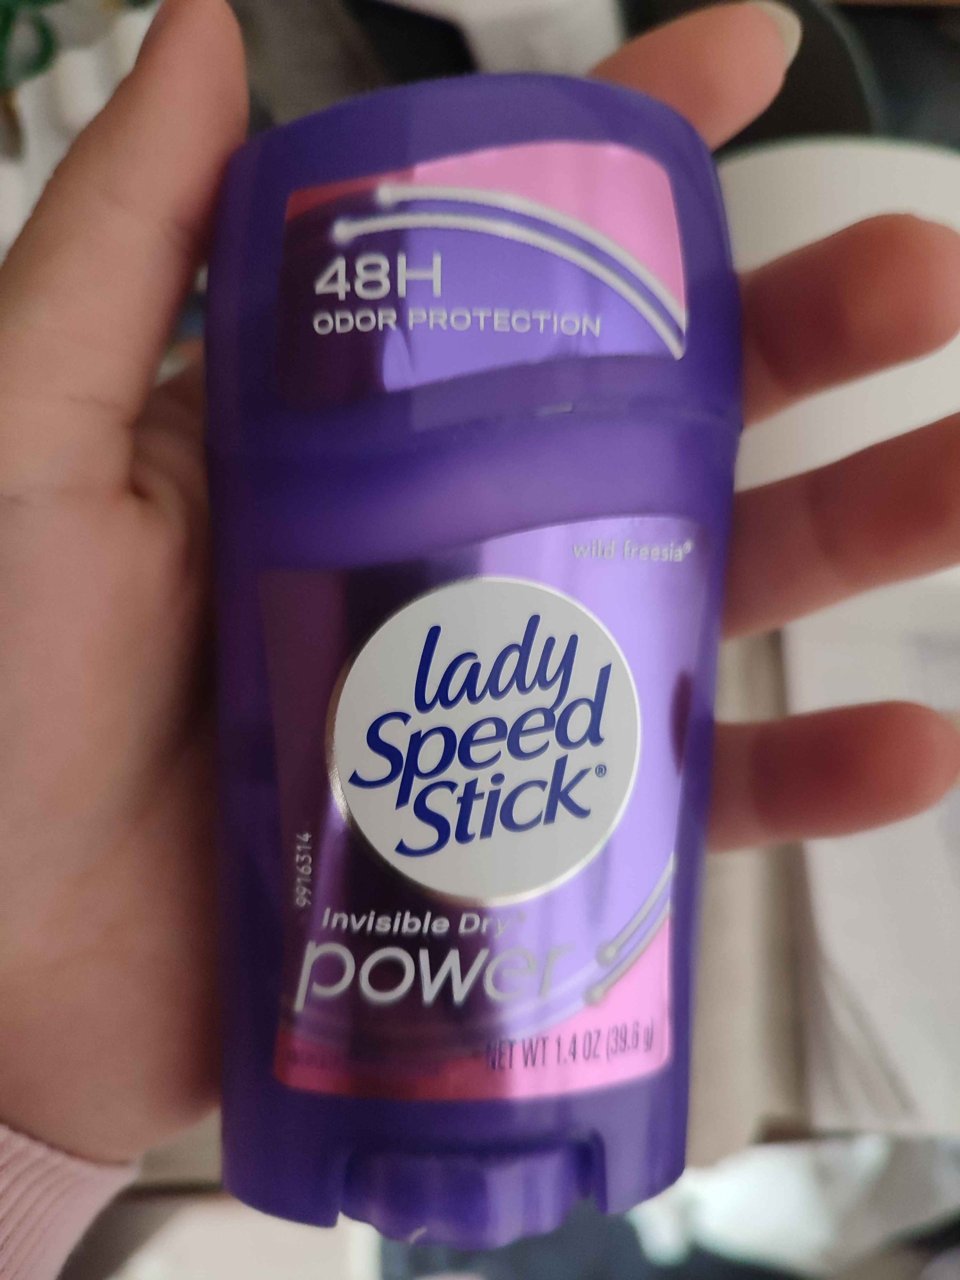 48H
ODOR PROTECTION
wild freesia®
lady
Speed
Stick®
9916314
Invisible Dry
power
NET WT 1.4 OZ (39.6 g)